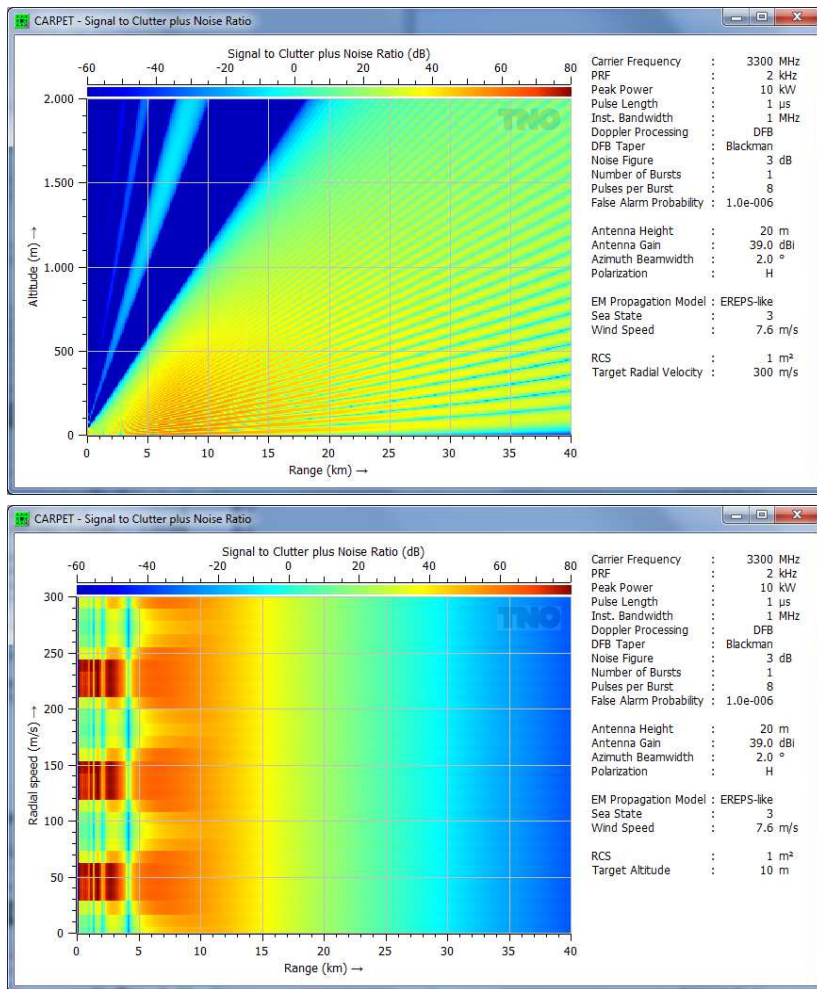 CARPET - Signal to Clutter plus Noise Ratio
Signal to Clutter plus Noise Ratio (dB)
-60 -40 -20 0 20 40 60 80
TNO
2.000
1.500
1.000
500
0
Altitude (m) →
0 5 10 15 20 25 30 35 40
Range (km) →
Carrier Frequency : 3300 MHz
PRF : 2 kHz
Peak Power : 10 kW
Pulse Length : 1 µs
Inst. Bandwidth : 1 MHz
Doppler Processing : DFB
DFB Taper : Blackman
Noise Figure : 3 dB
Number of Bursts : 1
Pulses per Burst : 8
False Alarm Probability : 1.0e-006
Antenna Height : 20 m
Antenna Gain : 39.0 dBi
Azimuth Beamwidth : 2.0 °
Polarization : H
EM Propagation Model : EREPS-like
Sea State : 3
Wind Speed : 7.6 m/s
RCS : 1 m²
Target Radial Velocity : 300 m/s
CARPET - Signal to Clutter plus Noise Ratio
Signal to Clutter plus Noise Ratio (dB)
-60 -40 -20 0 20 40 60 80
TNO
300
250
200
150
100
50
0
Radial speed (m/s) →
0 5 10 15 20 25 30 35 40
Range (km) →
Carrier Frequency : 3300 MHz
PRF : 2 kHz
Peak Power : 10 kW
Pulse Length : 1 µs
Inst. Bandwidth : 1 MHz
Doppler Processing : DFB
DFB Taper : Blackman
Noise Figure : 3 dB
Number of Bursts : 1
Pulses per Burst : 8
False Alarm Probability : 1.0e-006
Antenna Height : 20 m
Antenna Gain : 39.0 dBi
Azimuth Beamwidth : 2.0 °
Polarization : H
EM Propagation Model : EREPS-like
Sea State : 3
Wind Speed : 7.6 m/s
RCS : 1 m²
Target Altitude : 10 m